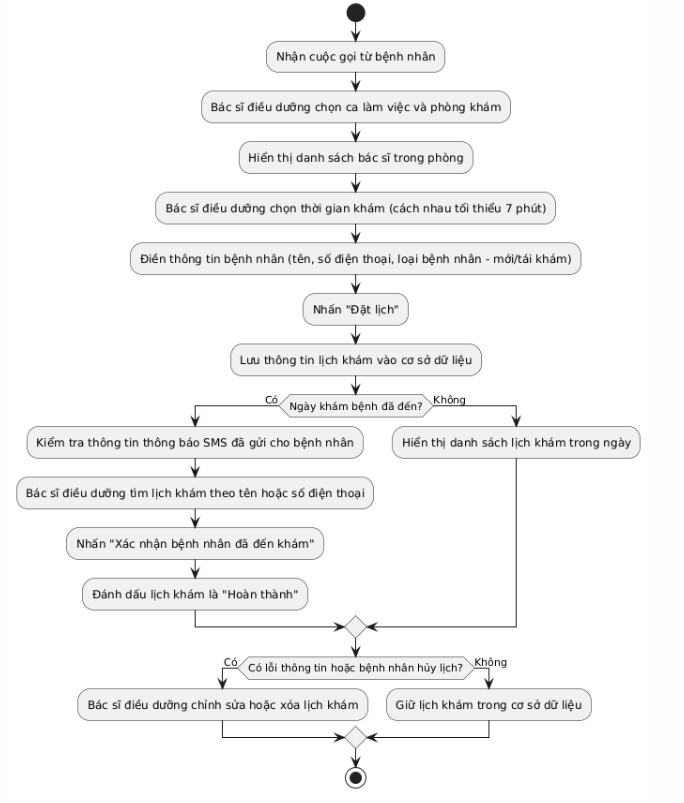 Nhận cuộc gọi từ bệnh nhân
Bác sĩ điều dưỡng chọn ca làm việc và phòng khám
Hiển thị danh sách bác sĩ trong phòng
Bác sĩ điều dưỡng chọn thời gian khám (cách nhau tối thiểu 7 phút)
Điền thông tin bệnh nhân (tên, số điện thoại, loại bệnh nhân - mới/tái khám)
Nhấn "Đặt lịch"
Lưu thông tin lịch khám vào cơ sở dữ liệu
Có
Ngày khám bệnh đã đến?
Không
Kiểm tra thông tin thông báo SMS đã gửi cho bệnh nhân
Hiển thị danh sách lịch khám trong ngày
Bác sĩ điều dưỡng tìm lịch khám theo tên hoặc số điện thoại
Nhấn "Xác nhận bệnh nhân đã đến khám"
Đánh dấu lịch khám là "Hoàn thành"
Có
Có lỗi thông tin hoặc bệnh nhân hủy lịch?
Không
Bác sĩ điều dưỡng chỉnh sửa hoặc xóa lịch khám
Giữ lịch khám trong cơ sở dữ liệu